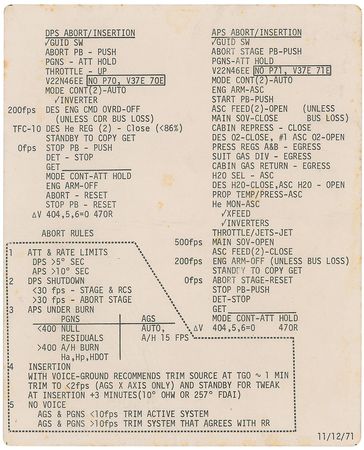 DPS ABORT/INSERTION
√GUID SW
ABORT PB - PUSH
PGNS - ATT HOLD
THROTTLE - UP
V22N46EE NO P70, V37E 70E
MODE CONT(2)-AUTO
√INVERTER
200fps DES ENG CMD OVRD-OFF
(UNLESS CDR BUS LOSS)
TFC-10 DES He REG (2) - Close (<86%)
STANDBY TO COPY GET
0fps STOP PB - PUSH
DET - STOP
GET
MODE CONT-ATT HOLD
ENG ARM-OFF
ABORT - RESET
STOP PB - RESET
ΔV 404,5,6=0 470R
APS ABORT/INSERTION
√GUID SW
ABORT STAGE PB-PUSH
PGNS-ATT HOLD
V22N46EE NO P71, V37E 71E
MODE CONT(2)-AUTO
ENG ARM-ASC
START PB-PUSH
ASC FEED(2)-OPEN (UNLESS
MAIN SOV-CLOSE BUS LOSS)
CABIN REPRESS - CLOSE
DES O2-CLOSE, #1 ASC O2-OPEN
PRESS REGS A&B - EGRESS
SUIT GAS DIV - EGRESS
CABIN GAS RETURN - EGRESS
H2O SEL - ASC
DES H2O-CLOSE, ASC H2O - OPEN
PROP TEMP/PRESS-ASC
He MON-ASC
√XFEED
√INVERTERS
THROTTLE/JETS-JET
500fps MAIN SOV-OPEN
ASC FEED(2)-CLOSE
200fps ENG ARM-OFF (UNLESS BUS LOSS)
STANDBY TO COPY GET
0fps ABORT STAGE-RESET
STOP PB-PUSH
DET-STOP
GET
MODE CONT-ATT HOLD
ΔV 404,5,6=0 470R
ABORT RULES
1 ATT & RATE LIMITS
DPS >5° SEC
APS >10° SEC
2 DPS SHUTDOWN
<30 fps - STAGE & RCS
>30 fps - ABORT STAGE
3 APS UNDER BURN
PGNS AGS
<400 NULL AUTO,
RESIDUALS A/H 15 FPS
>400 A/H BURN
Ha,Hp,HDOT
4 INSERTION
WITH VOICE-GROUND RECOMMENDS TRIM SOURCE AT TGO ~ 1 MIN
TRIM TO <2fps (AGS X AXIS ONLY) AND STANDBY FOR TWEAK
AT INSERTION +3 MINUTES(10° OHW OR 257° FDAI)
5 NO VOICE
AGS & PGNS <10fps TRIM ACTIVE SYSTEM
AGS & PGNS >10fps TRIM SYSTEM THAT AGREES WITH RR
11/12/71